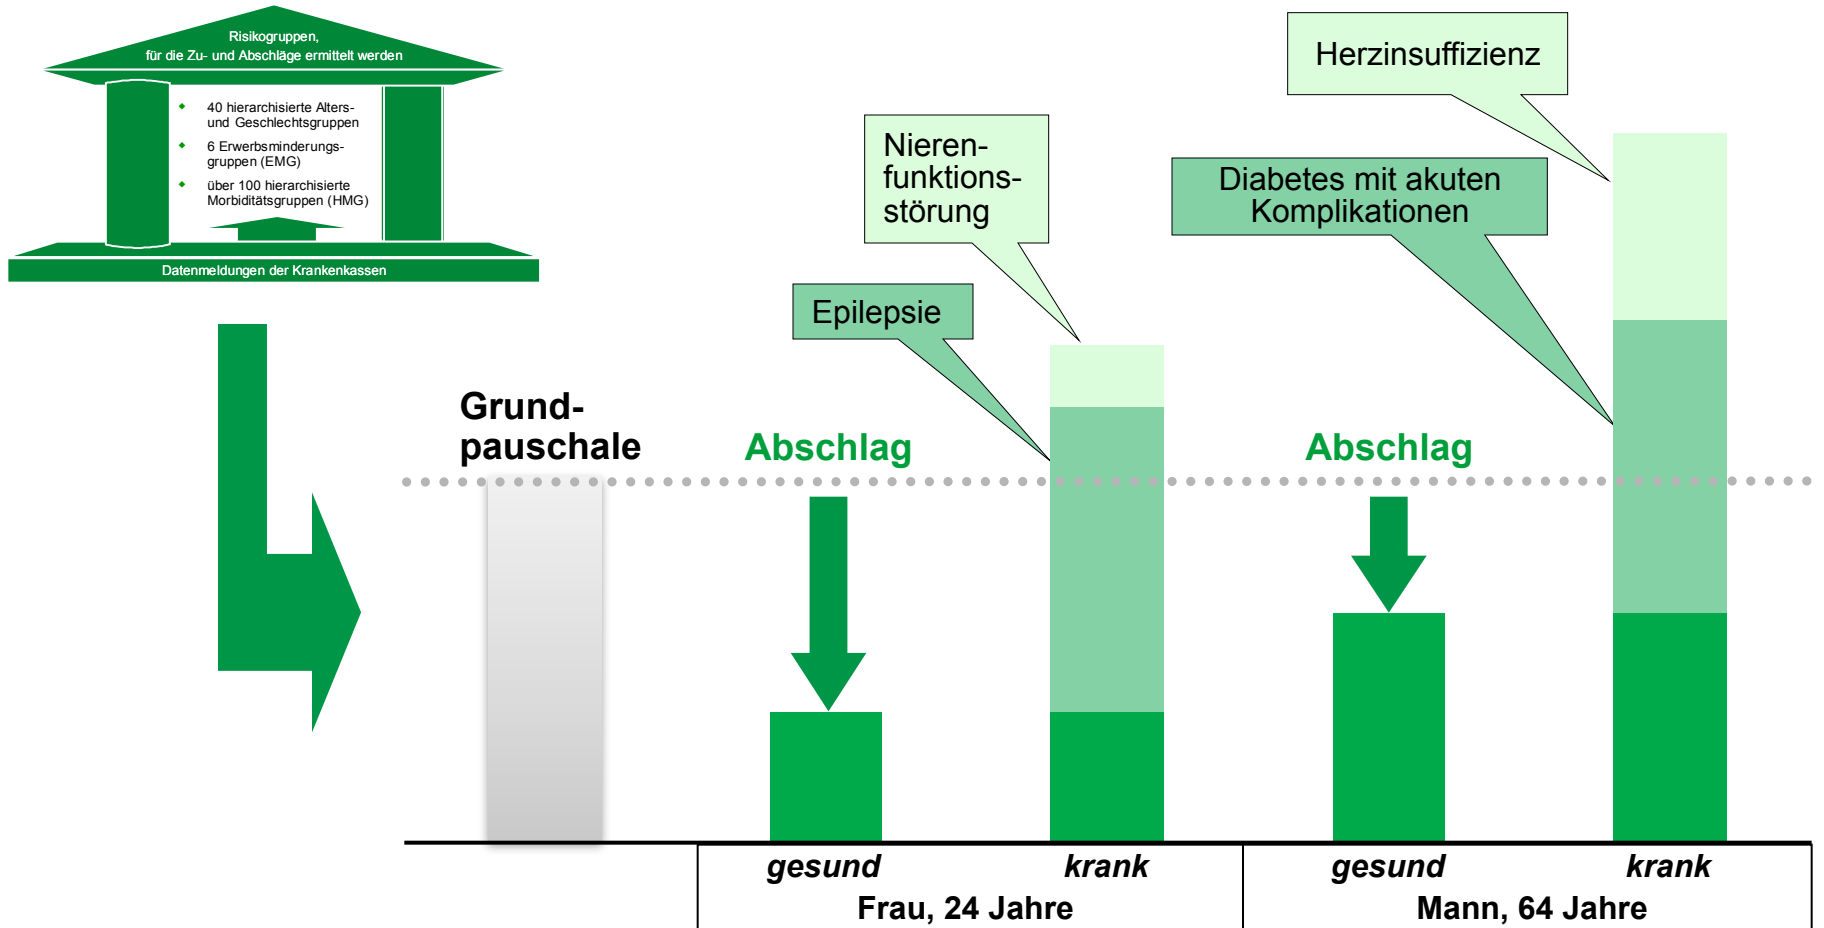 Risikogruppen,
für die Zu- und Abschläge ermittelt werden
40 hierarchisierte Alters-
und Geschlechtsgruppen
6 Erwerbsminderungs-
gruppen (EMG)
über 100 hierarchisierte
Morbiditätsgruppen (HMG)
Datenmeldungen der Krankenkassen
Herzinsuffizienz
Nieren-
funktions-
störung
Diabetes mit akuten
Komplikationen
Epilepsie
Grund-
pauschale
Abschlag
Abschlag
gesund
krank
gesund
krank
Frau, 24 Jahre
Mann, 64 Jahre